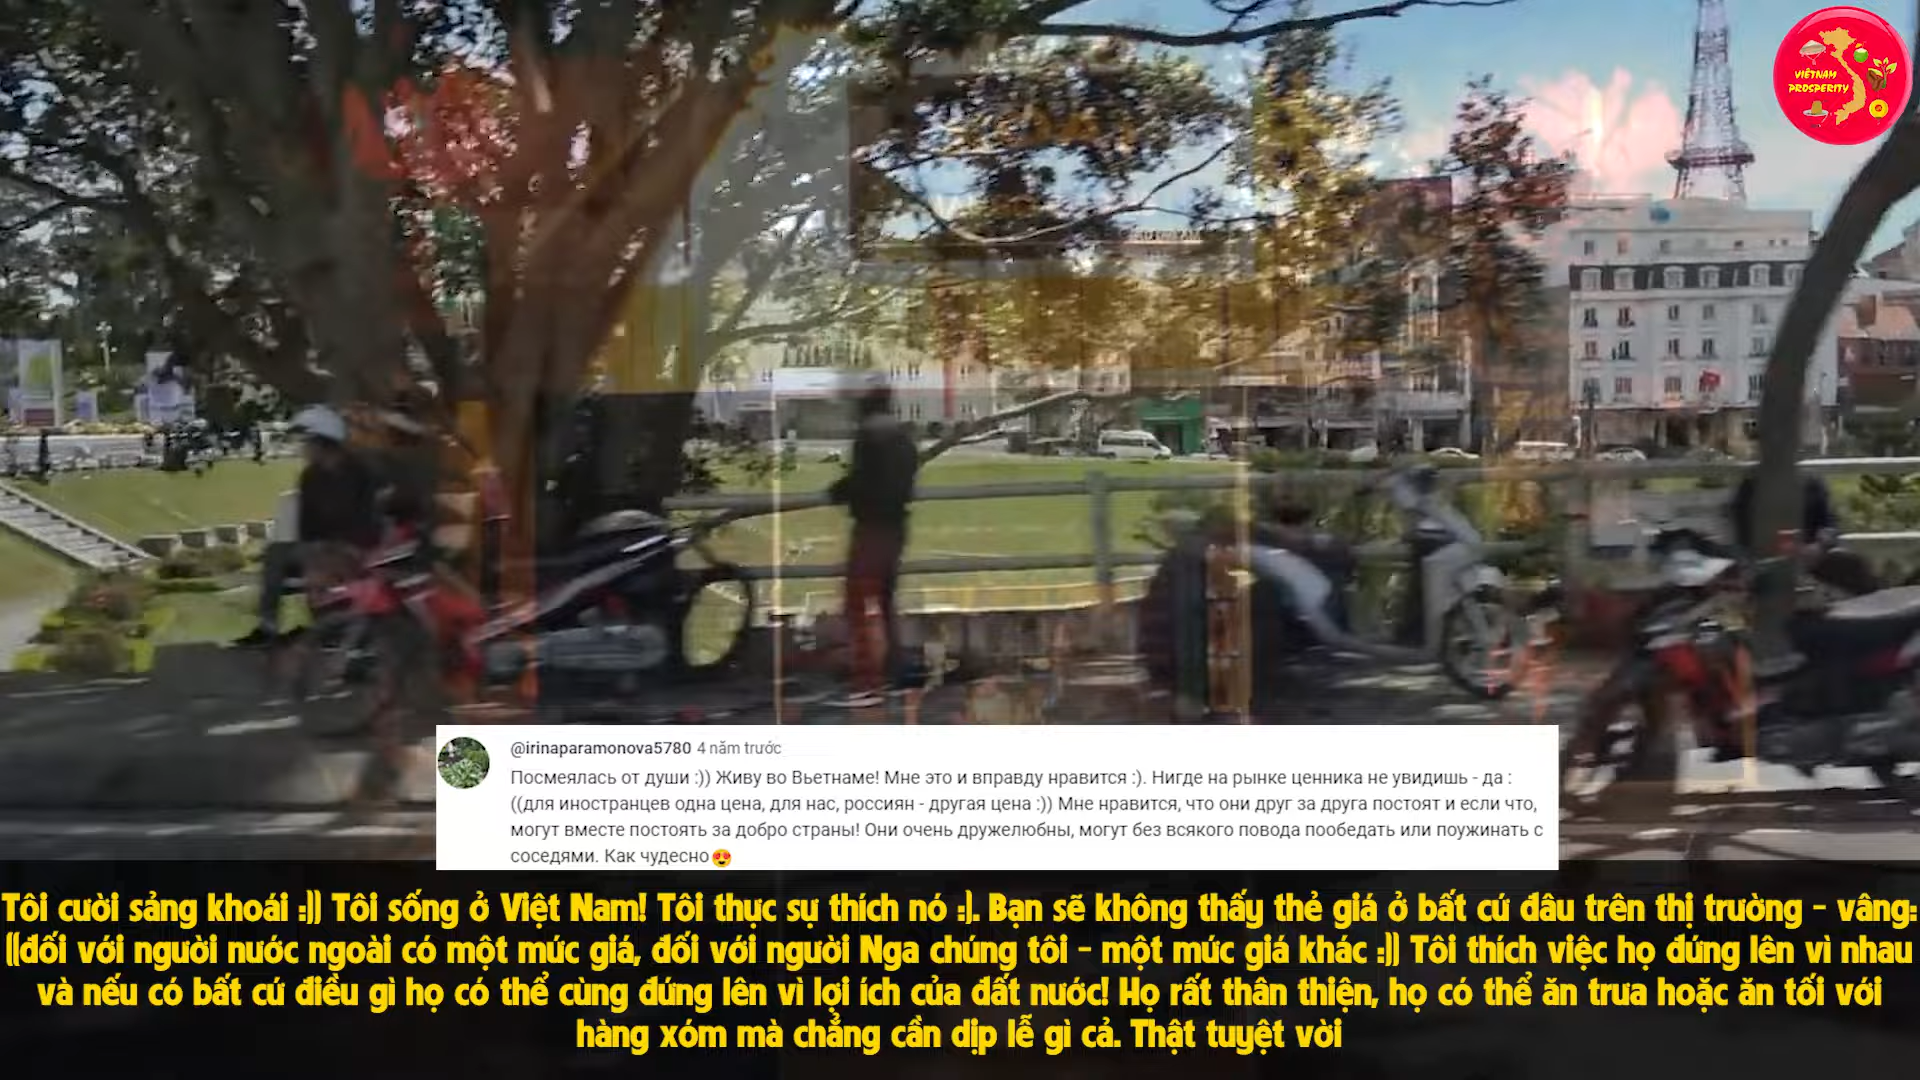 VIETNAM
PROSPERITY
@irinaparamonova5780 4 năm trước
Посмеялась от души :)) Живу во Вьетнаме! Мне это и вправду нравится :). Нигде на рынке ценника не увидишь - да :
((для иностранцев одна цена, для нас, россиян - другая цена :)) Мне нравится, что они друг за друга постоят и если что,
могут вместе постоять за добро страны! Они очень дружелюбны, могут без всякого повода пообедать или поужинать с
соседями. Как чудесно😍
Tôi cười sảng khoái :)) Tôi sống ở Việt Nam! Tôi thực sự thích nó :). Bạn sẽ không thấy thẻ giá ở bất cứ đâu trên thị trường - vâng:
((đối với người nước ngoài có một mức giá, đối với người Nga chúng tôi - một mức giá khác :)) Tôi thích việc họ đứng lên vì nhau
và nếu có bất cứ điều gì họ có thể cùng đứng lên vì lợi ích của đất nước! Họ rất thân thiện, họ có thể ăn trưa hoặc ăn tối với
hàng xóm mà chẳng cần dịp lễ gì cả. Thật tuyệt vời